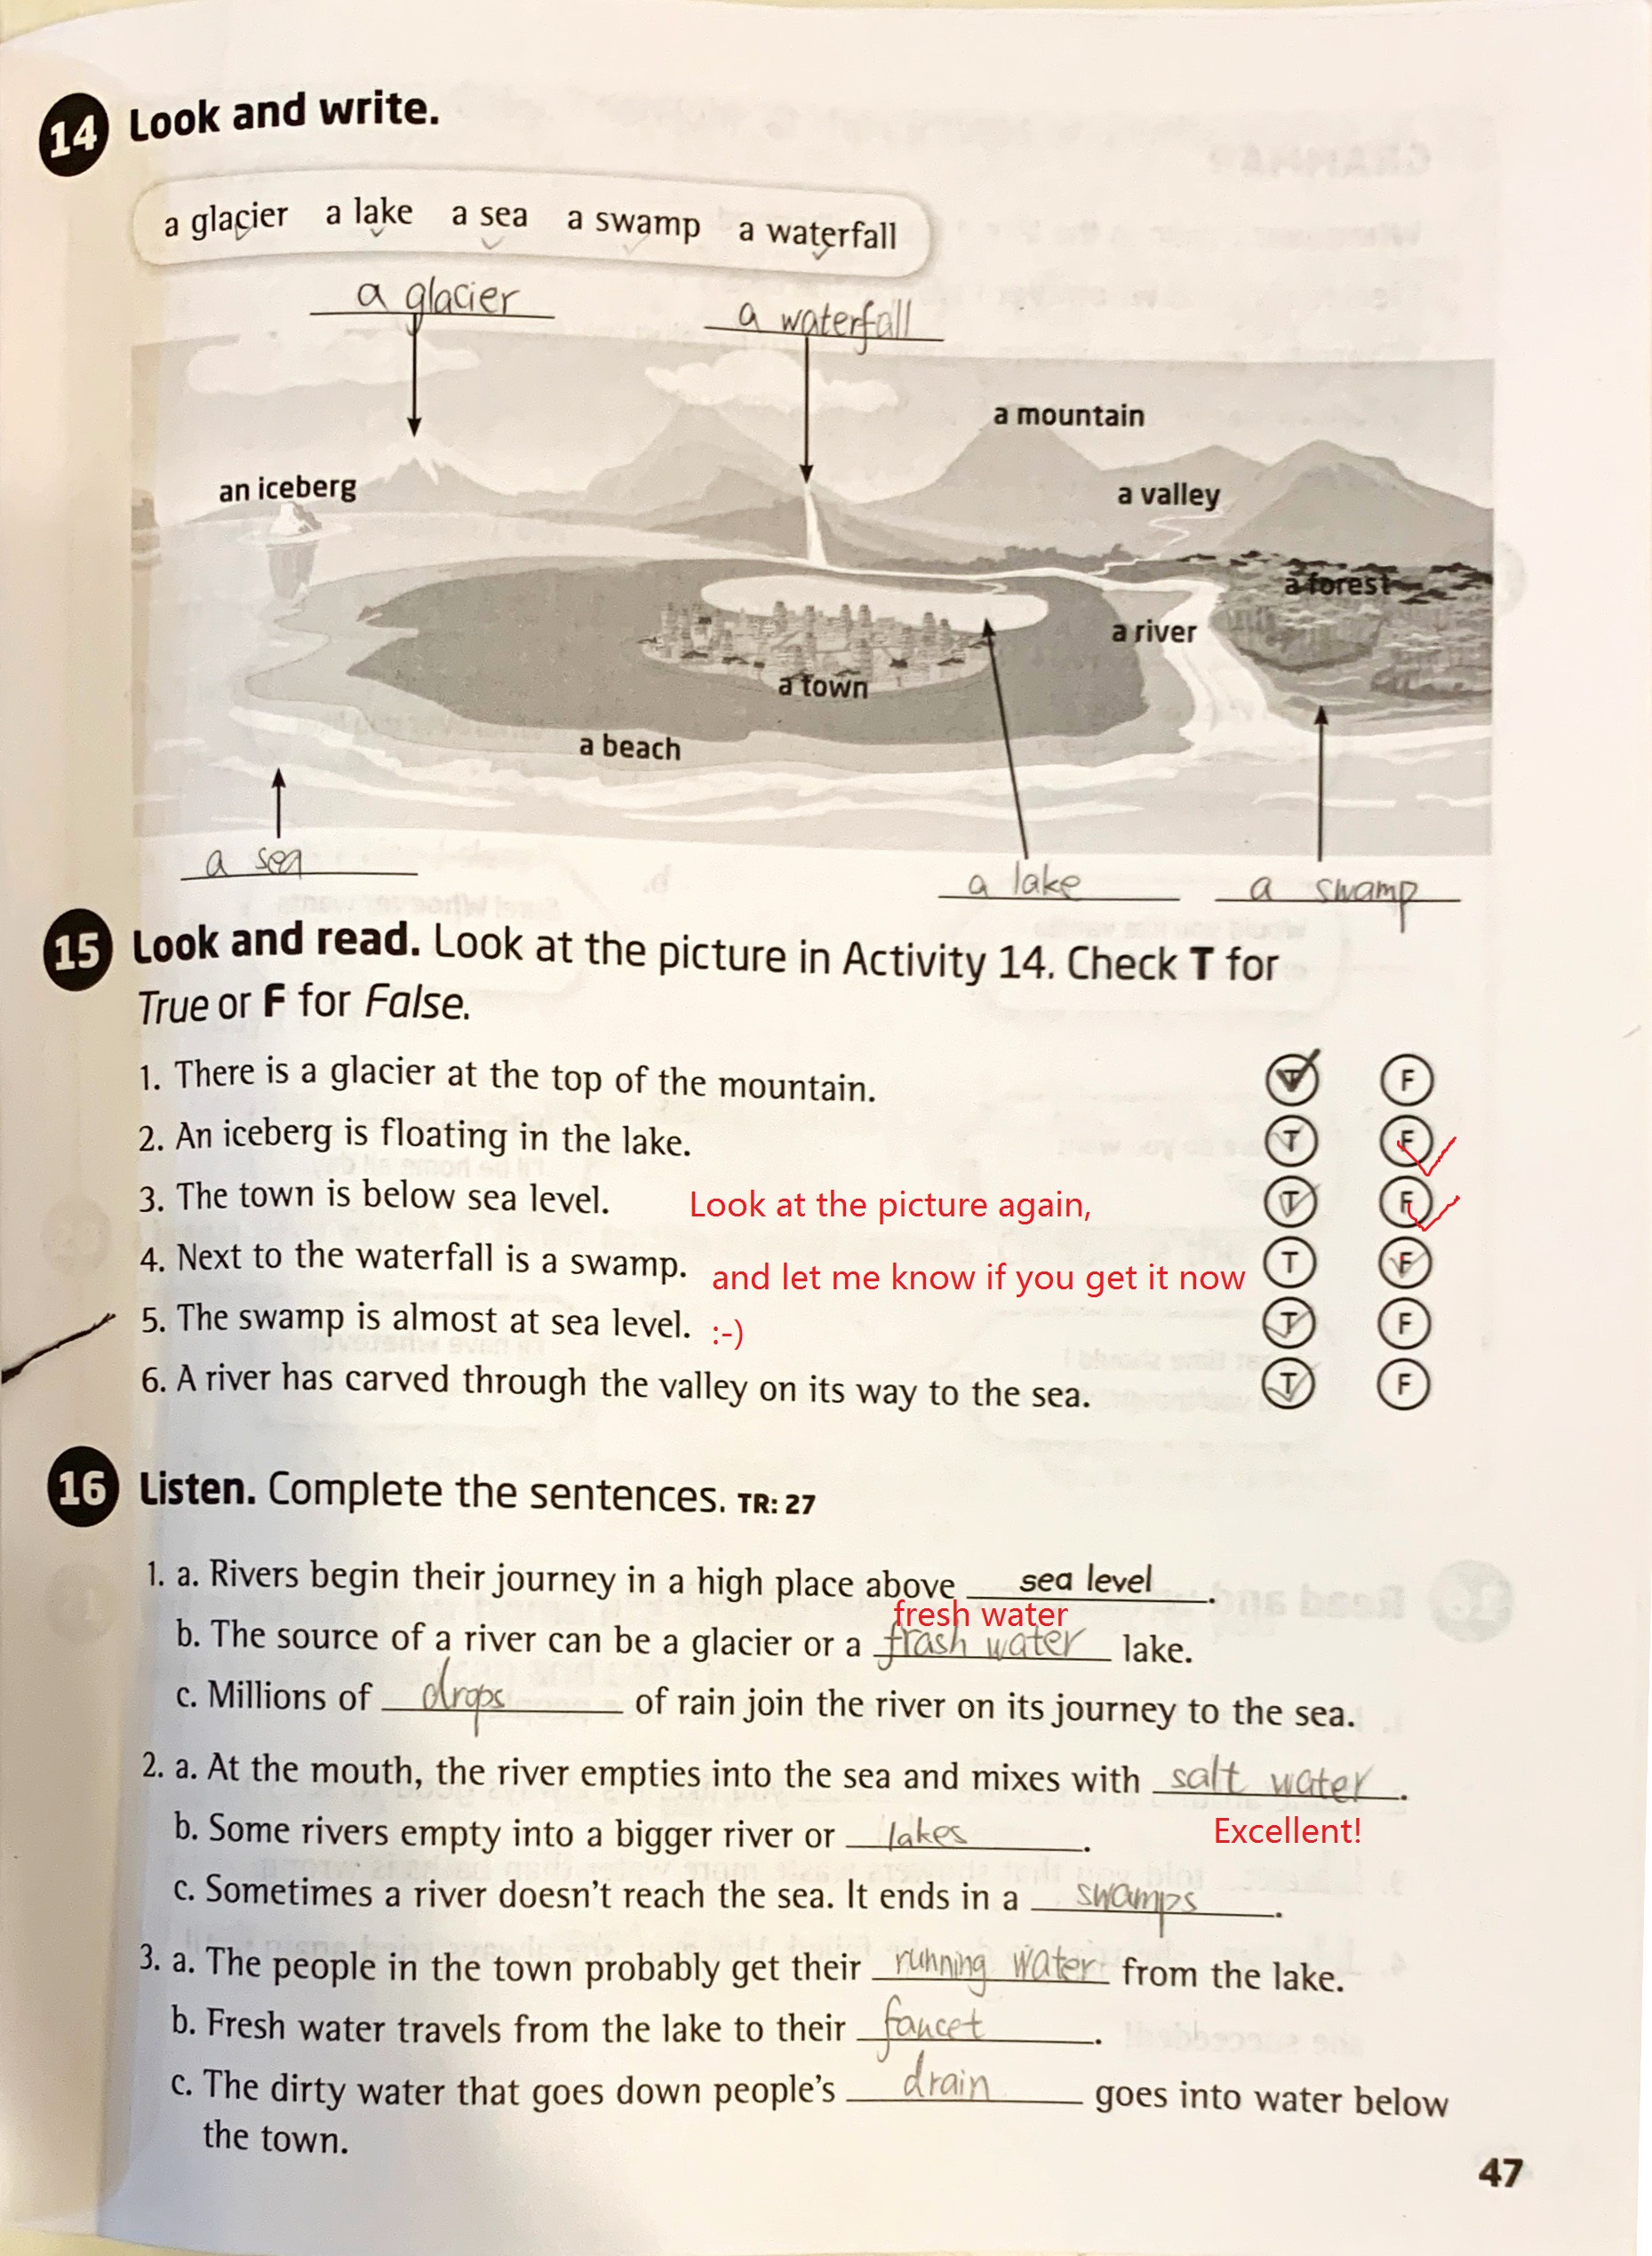 14 Look and write.
a glacier a lake a sea a swamp a waterfall
a glacier
a waterfall
a mountain
an iceberg
a valley
a forest
a river
a town
a beach
a sea
a lake
a swamp
15 Look and read. Look at the picture in Activity 14. Check T for
True or F for False.
1. There is a glacier at the top of the mountain. T F
2. An iceberg is floating in the lake. T F
3. The town is below sea level. Look at the picture again, T F
4. Next to the waterfall is a swamp. and let me know if you get it now T F
5. The swamp is almost at sea level. :-) T F
6. A river has carved through the valley on its way to the sea. T F
16 Listen. Complete the sentences. TR: 27
1. a. Rivers begin their journey in a high place above sea level.
fresh water
b. The source of a river can be a glacier or a frash water lake.
c. Millions of drops of rain join the river on its journey to the sea.
2. a. At the mouth, the river empties into the sea and mixes with salt water.
b. Some rivers empty into a bigger river or lakes. Excellent!
c. Sometimes a river doesn't reach the sea. It ends in a swamps.
3. a. The people in the town probably get their running water from the lake.
b. Fresh water travels from the lake to their faucet.
c. The dirty water that goes down people's drain goes into water below
the town.
47